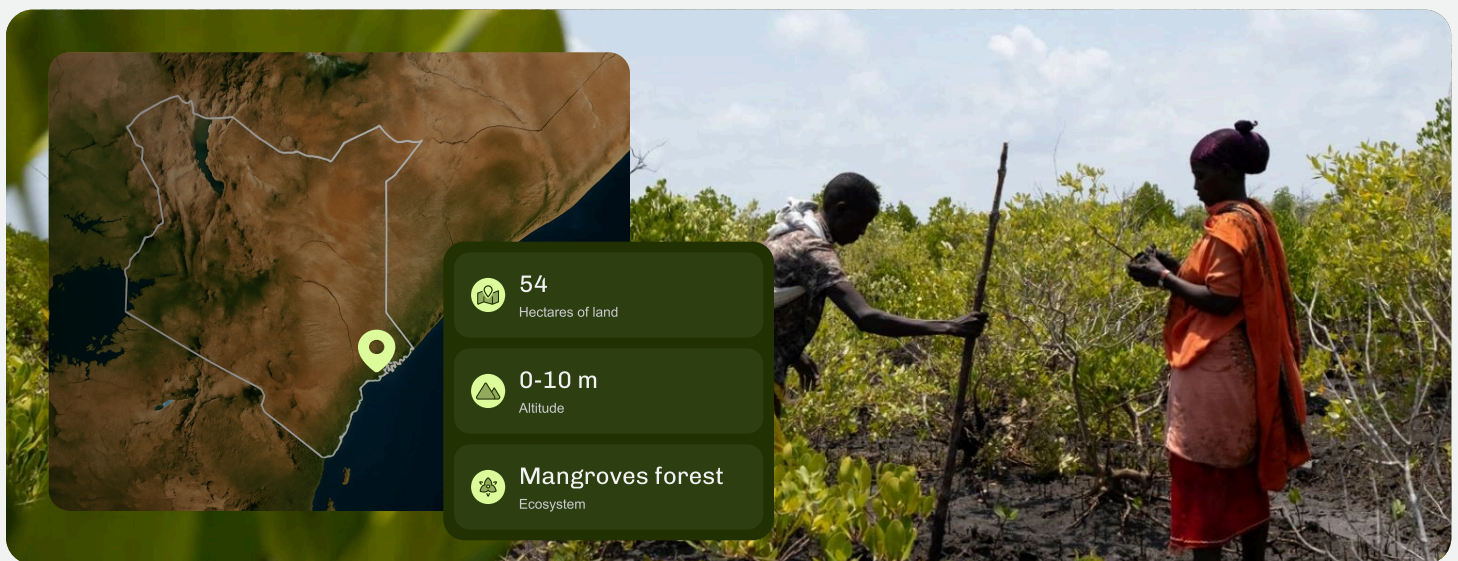 54
Hectares of land
0-10 m
Altitude
Mangroves forest
Ecosystem